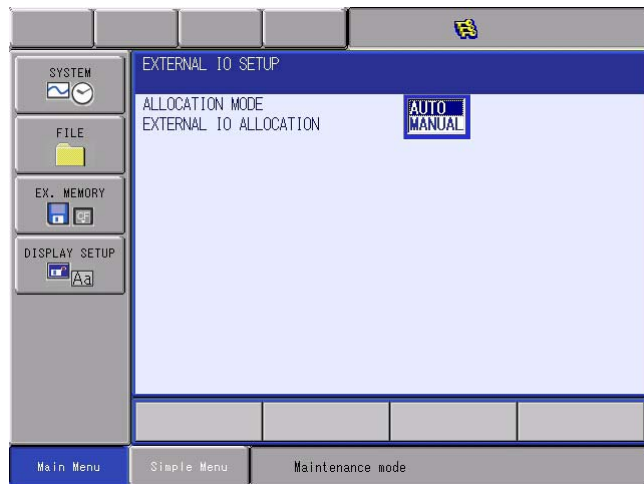 SYSTEM
FILE
EX. MEMORY
CF
DISPLAY SETUP
Aa
EXTERNAL IO SETUP
ALLOCATION MODE
EXTERNAL IO ALLOCATION
AUTO
MANUAL
Main Menu
Simple Menu
Maintenance mode